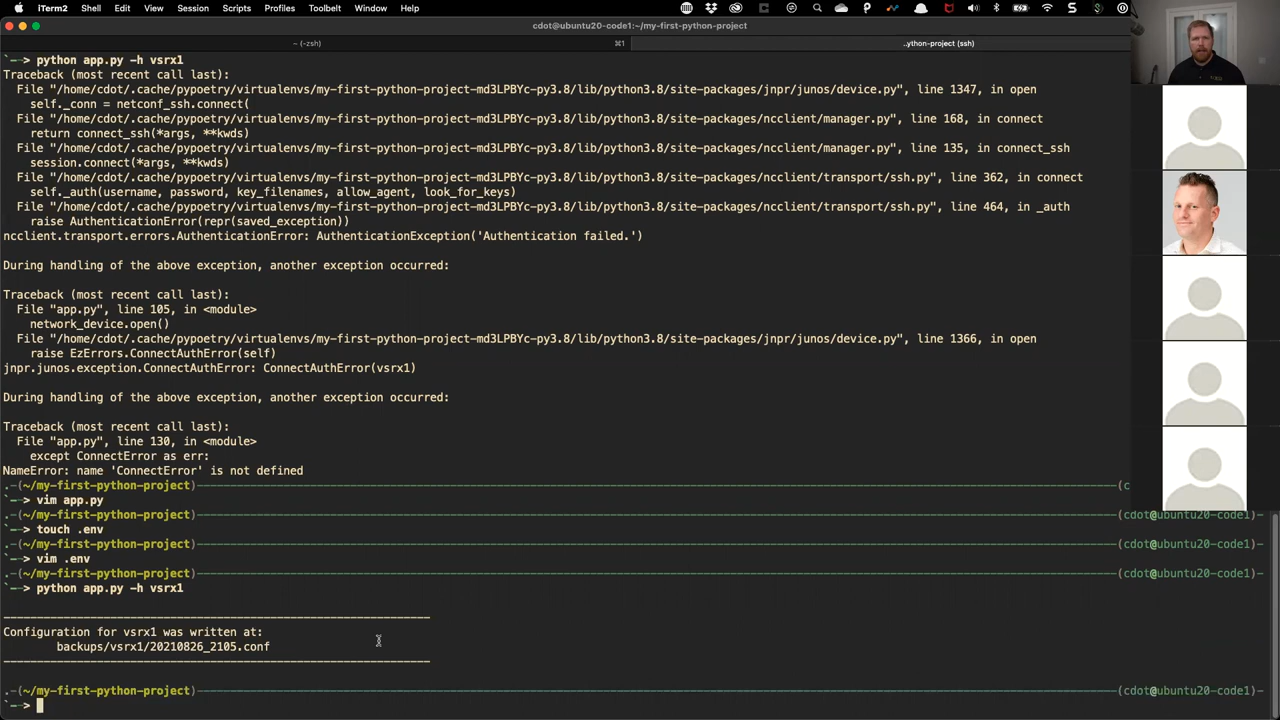 iTerm2 Shell Edit View Session Scripts Profiles Toolbelt Window Help
cdot@ubuntu20-code1:~/my-first-python-project
~ (-zsh) ⌘1 ..ython-project (ssh)
`--> python app.py -h vsrx1
Traceback (most recent call last):
  File "/home/cdot/.cache/pypoetry/virtualenvs/my-first-python-project-md3LPBYc-py3.8/lib/python3.8/site-packages/jnpr/junos/device.py", line 1347, in open
    self._conn = netconf_ssh.connect(
  File "/home/cdot/.cache/pypoetry/virtualenvs/my-first-python-project-md3LPBYc-py3.8/lib/python3.8/site-packages/ncclient/manager.py", line 168, in connect
    return connect_ssh(*args, **kwds)
  File "/home/cdot/.cache/pypoetry/virtualenvs/my-first-python-project-md3LPBYc-py3.8/lib/python3.8/site-packages/ncclient/manager.py", line 135, in connect_ssh
    session.connect(*args, **kwds)
  File "/home/cdot/.cache/pypoetry/virtualenvs/my-first-python-project-md3LPBYc-py3.8/lib/python3.8/site-packages/ncclient/transport/ssh.py", line 362, in connect
    self._auth(username, password, key_filenames, allow_agent, look_for_keys)
  File "/home/cdot/.cache/pypoetry/virtualenvs/my-first-python-project-md3LPBYc-py3.8/lib/python3.8/site-packages/ncclient/transport/ssh.py", line 464, in _auth
    raise AuthenticationError(repr(saved_exception))
ncclient.transport.errors.AuthenticationError: AuthenticationException('Authentication failed.')
During handling of the above exception, another exception occurred:
Traceback (most recent call last):
  File "app.py", line 105, in <module>
    network_device.open()
  File "/home/cdot/.cache/pypoetry/virtualenvs/my-first-python-project-md3LPBYc-py3.8/lib/python3.8/site-packages/jnpr/junos/device.py", line 1366, in open
    raise EzErrors.ConnectAuthError(self)
jnpr.junos.exception.ConnectAuthError: ConnectAuthError(vsrx1)
During handling of the above exception, another exception occurred:
Traceback (most recent call last):
  File "app.py", line 130, in <module>
    except ConnectError as err:
NameError: name 'ConnectError' is not defined
.-(~/my-first-python-project)------(c
`--> vim app.py
.-(~/my-first-python-project)------(cdot@ubuntu20-code1)-
`--> touch .env
.-(~/my-first-python-project)------(cdot@ubuntu20-code1)-
`--> vim .env
.-(~/my-first-python-project)------(cdot@ubuntu20-code1)-
`--> python app.py -h vsrx1
Configuration for vsrx1 was written at:
        backups/vsrx1/20210826_2105.conf
.-(~/my-first-python-project)------(cdot@ubuntu20-code1)-
`-->